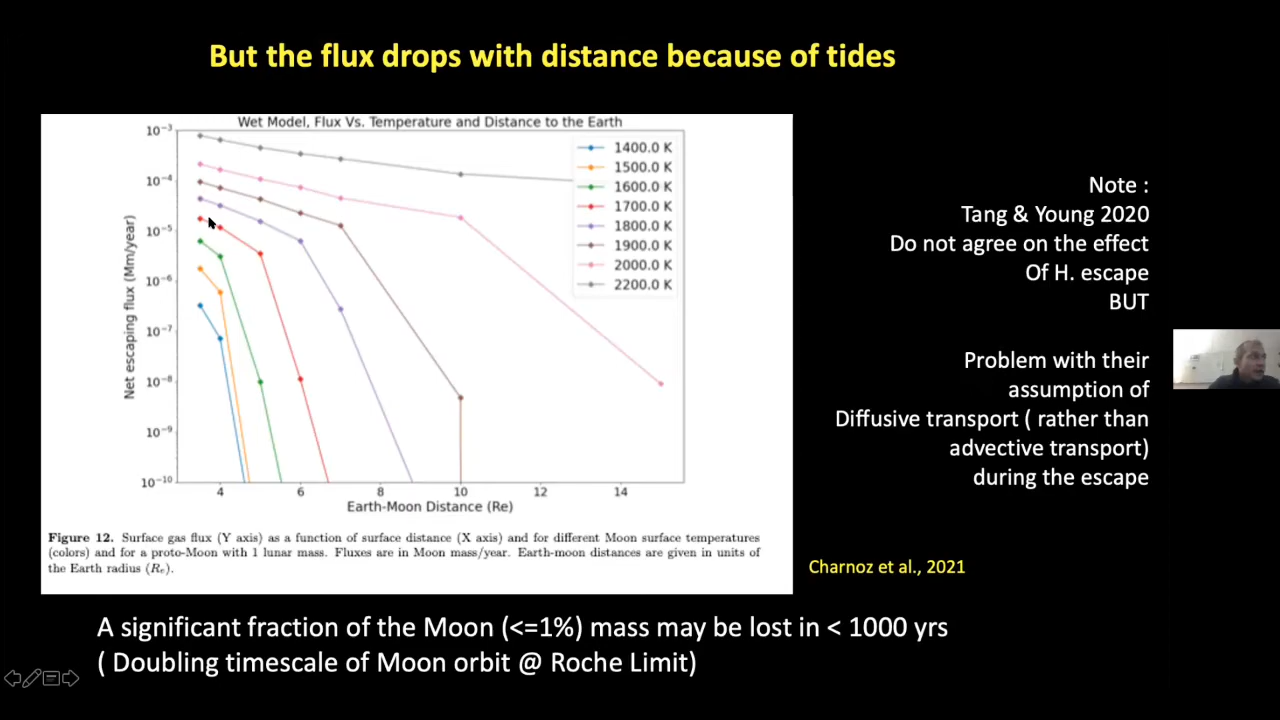 But the flux drops with distance because of tides
Wet Model, Flux Vs. Temperature and Distance to the Earth
10⁻³
10⁻⁴
10⁻⁵
10⁻⁶
10⁻⁷
10⁻⁸
10⁻⁹
10⁻¹⁰
Net escaping flux (Mm/year)
1400.0 K
1500.0 K
1600.0 K
1700.0 K
1800.0 K
1900.0 K
2000.0 K
2200.0 K
4 6 8 10 12 14
Earth-Moon Distance (Re)
Figure 12. Surface gas flux (Y axis) as a function of surface distance (X axis) and for different Moon surface temperatures
(colors) and for a proto-Moon with 1 lunar mass. Fluxes are in Moon mass/year. Earth-moon distances are given in units of
the Earth radius (Rₑ).
Note :
Tang & Young 2020
Do not agree on the effect
Of H. escape
BUT
Problem with their
assumption of
Diffusive transport ( rather than
advective transport)
during the escape
Charnoz et al., 2021
A significant fraction of the Moon (<=1%) mass may be lost in < 1000 yrs
( Doubling timescale of Moon orbit @ Roche Limit)